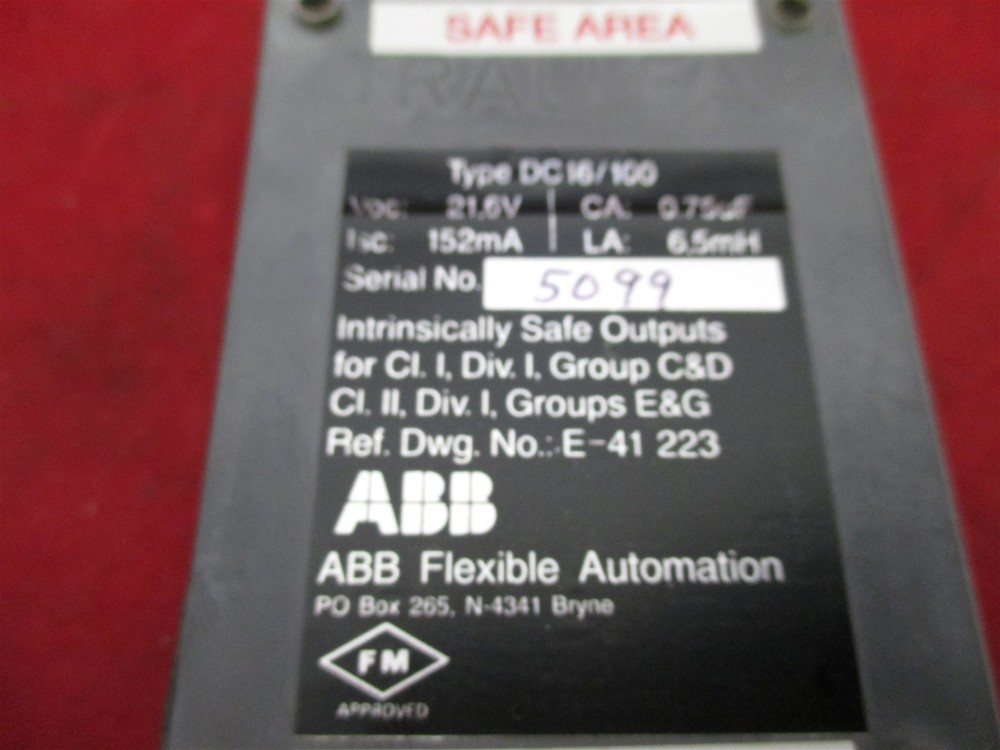 SAFE AREA
TRALLFA
Type DC16/100
Voc: 21,6V CA: 0.75uF
Isc: 152mA LA: 6,5mH
Serial No. 5099
Intrinsically Safe Outputs
for Cl. I, Div. I, Group C&D
Cl. II, Div. I, Groups E&G
Ref. Dwg. No.: E-41 223
ABB
ABB Flexible Automation
PO Box 265, N-4341 Bryne
FM
APPROVED